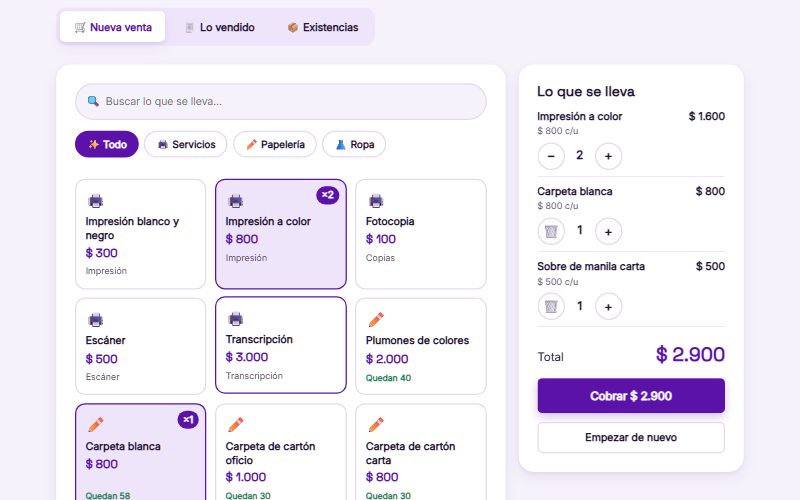 Nueva venta
Lo vendido
Existencias
Buscar lo que se lleva...
Todo
Servicios
Papelería
Ropa
Impresión blanco y
negro
$ 300
Impresión
×2
Impresión a color
$ 800
Impresión
Fotocopia
$ 100
Copias
Escáner
$ 500
Escáner
Transcripción
$ 3.000
Transcripción
Plumones de colores
$ 2.000
Quedan 40
×1
Carpeta blanca
$ 800
Quedan 58
Carpeta de cartón
oficio
$ 1.000
Quedan 30
Carpeta de cartón
carta
$ 800
Quedan 30
Lo que se lleva
Impresión a color $ 1.600
$ 800 c/u
− 2 +
Carpeta blanca $ 800
$ 800 c/u
1 +
Sobre de manila carta $ 500
$ 500 c/u
1 +
Total $ 2.900
Cobrar $ 2.900
Empezar de nuevo